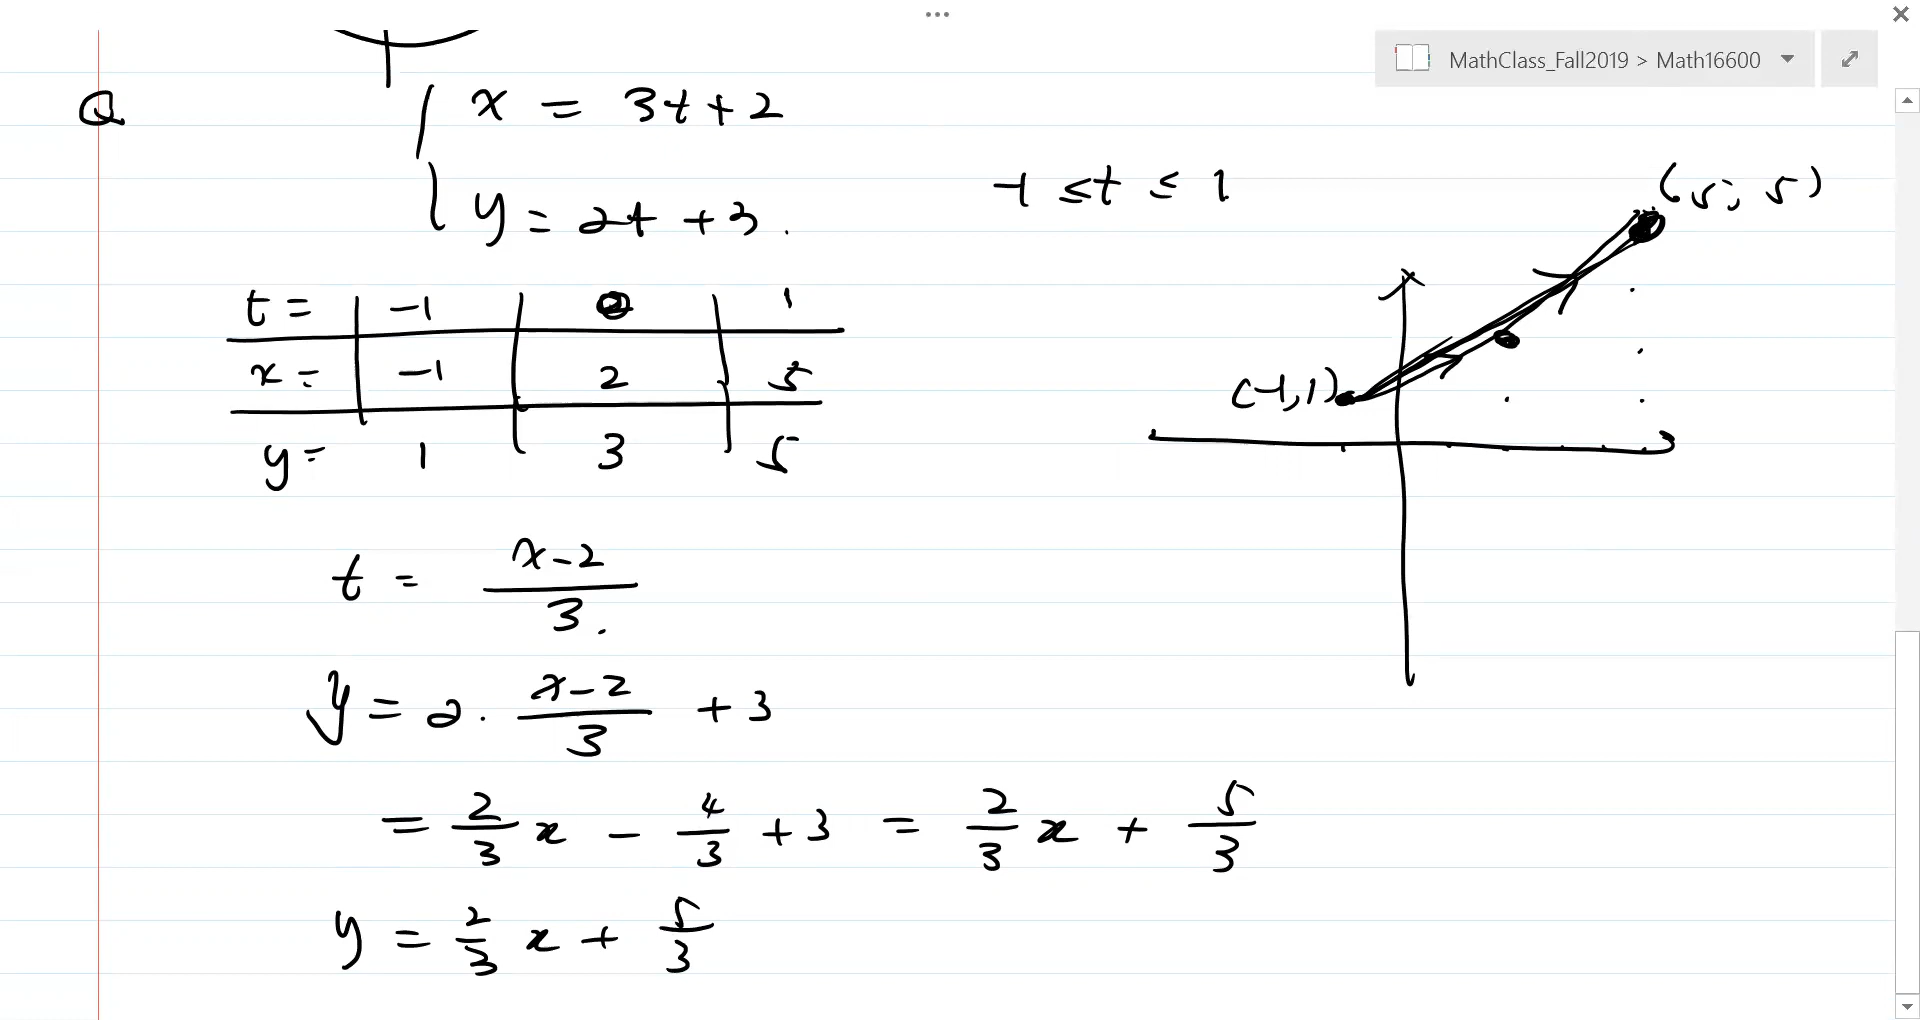 MathClass_Fall2019 > Math16600
Q
x = 3t + 2
y = 2t + 3.
-1 ≤ t ≤ 1
(5, 5)
t = | -1 | 0 | 1
x = | -1 | 2 | 5
y = | 1 | 3 | 5
(-1, 1)
t = (x-2)/3.
y = 2 · (x-2)/3 + 3
= 2/3 x - 4/3 + 3 = 2/3 x + 5/3
y = 2/3 x + 5/3